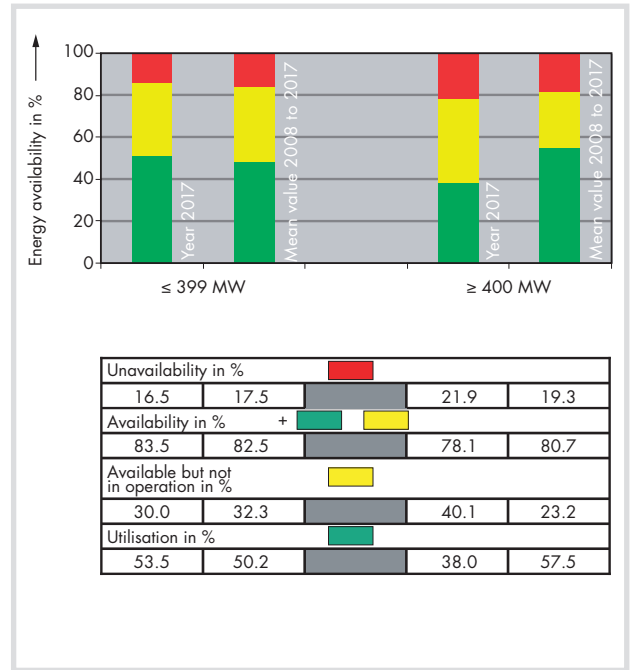 Energy availability in %
100
80
60
40
20
0
Year 2017
Mean value 2008 to 2017
Year 2017
Mean value 2008 to 2017
≤ 399 MW
≥ 400 MW
Unavailability in %
16.5 17.5 21.9 19.3
Availability in % +
83.5 82.5 78.1 80.7
Available but not
in operation in %
30.0 32.3 40.1 23.2
Utilisation in %
53.5 50.2 38.0 57.5